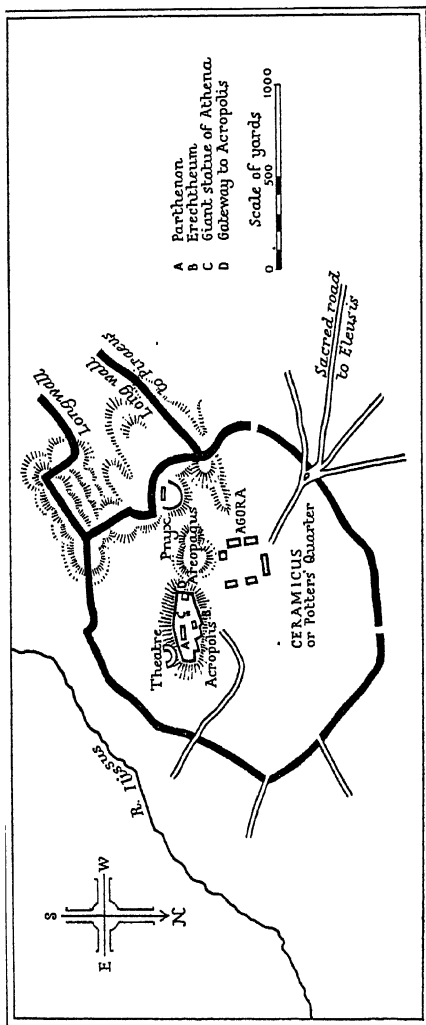 A Parthenon
B Erechtheum
C Giant statue of Athena
D Gateway to Acropolis
Scale of yards
0 500 1000
Long wall
Long wall
to Piraeus
Pnyx
Areopagus
D
C
A
B
Theatre
Acropolis
AGORA
CERAMICUS
or Potters' Quarter
Sacred road
to Eleusis
R. Ilissus
S
E W
N